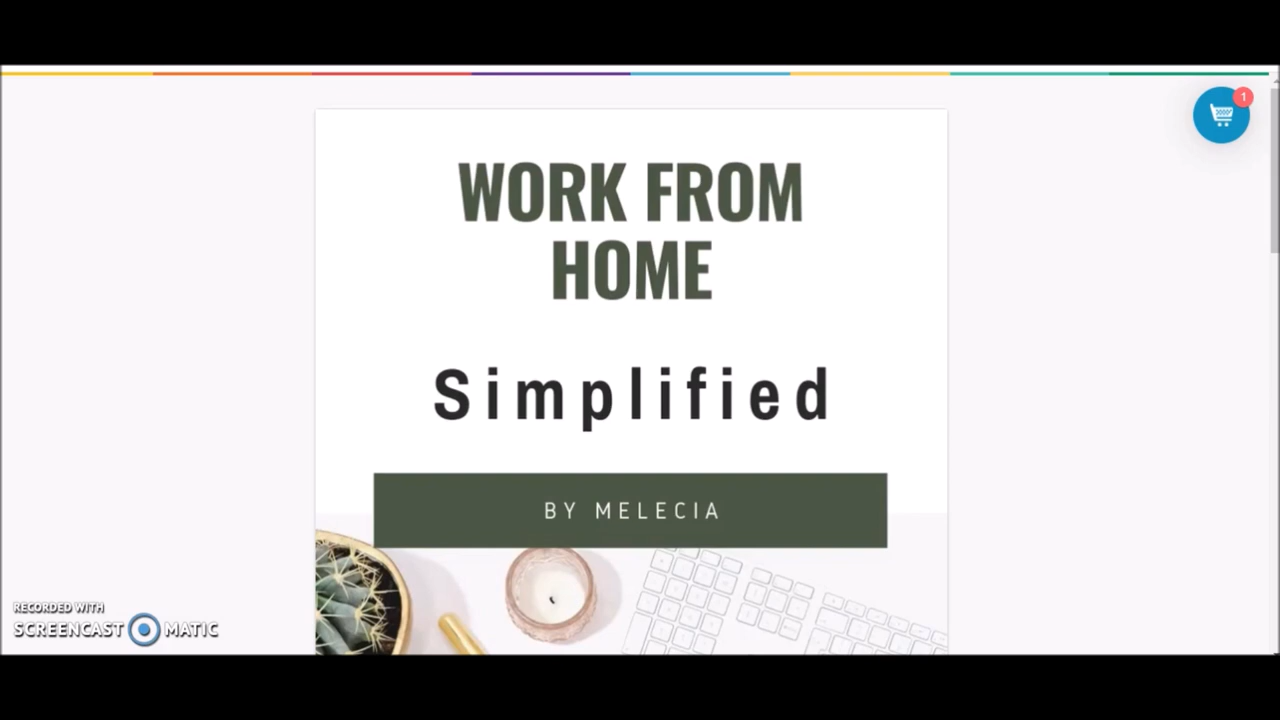 1
WORK FROM
HOME
Simplified
BY MELECIA
RECORDED WITH
SCREENCAST MATIC